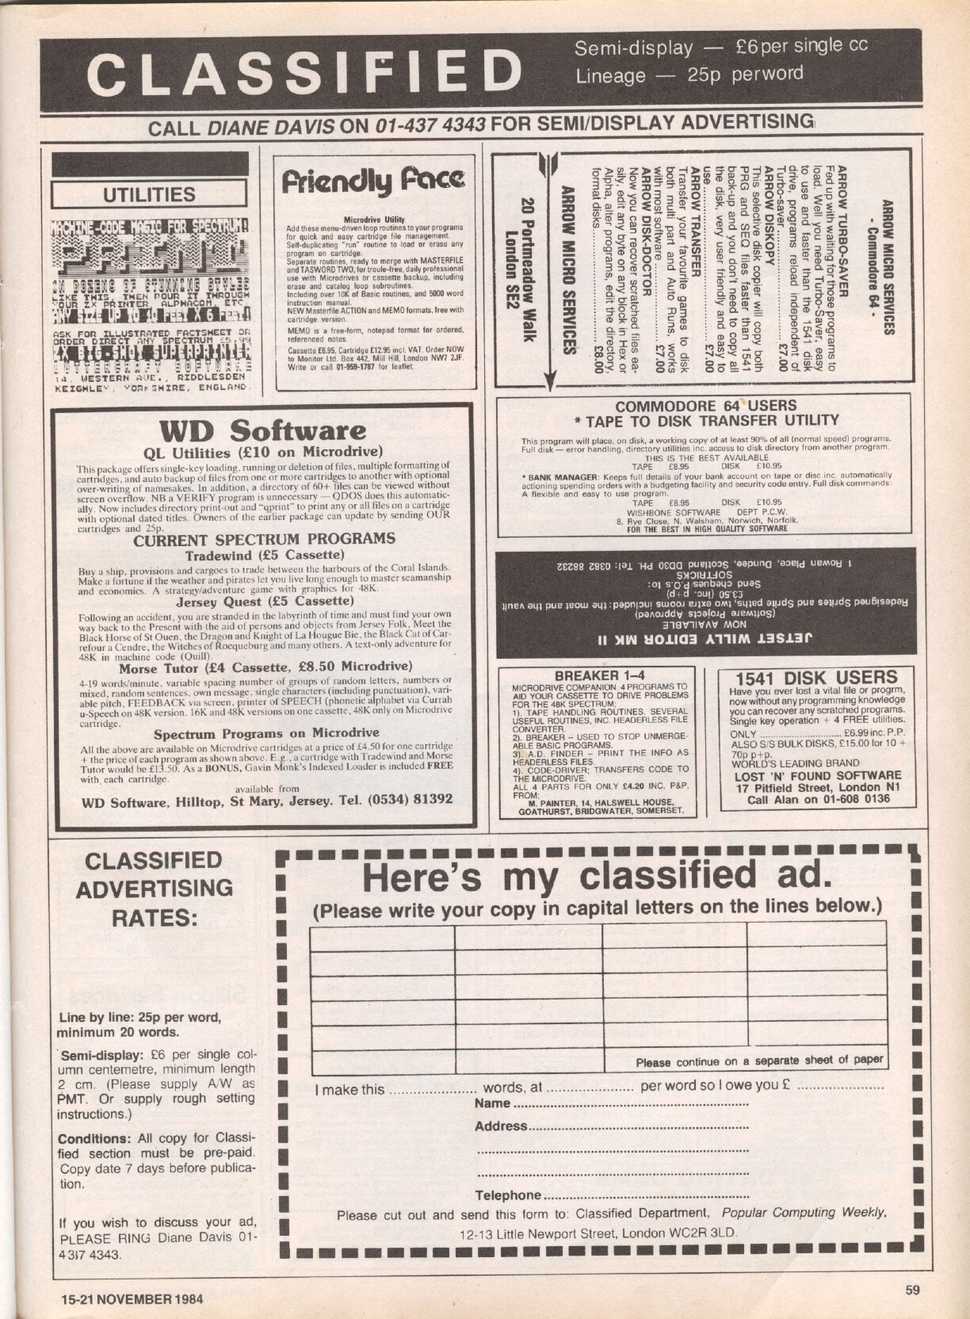 CLASSIFIED
Semi-display — £6 per single cc
Lineage — 25p perword
CALL DIANE DAVIS ON 01-437 4343 FOR SEMI/DISPLAY ADVERTISING
UTILITIES
MACHINE-CODE MAGIC FOR SPECTRUM!
IN DOZENS OF STUNNING STYLES
LIKE THIS, THEN POUR IT THROUGH
YOUR ZX PRINTER, ALPHACOM, ETC
ANY SIZE UP TO 10 FEET X 6 FEET!
ASK FOR ILLUSTRATED FACTSHEET OR
ORDER DIRECT ANY SPECTRUM £5.95
ZX BIG-SHOT SUPERPRINTER
BUTTERCRAFT SOFTWARE
14, WESTERN AVE., RIDDLESDEN
KEIGHLEY, YORKSHIRE, ENGLAND.
Friendly Face
Microdrive Utility
Add these menu-driven loop routines to your programs
for quick and easy cartridge file management.
Self-duplicating "run" routine to load or erase any
program on cartridge.
Separate routines, ready to merge with MASTERFILE
and TASWORD TWO, for troule-free, daily professional
use with Microdrives or cassette backup, including
erase and catalog loop subroutines.
Including over 18K of Basic routines, and 5000 word
instruction manual.
NEW Masterfile ACTION and MEMO formats, free with
cartridge version.
MEMO is a free-form, notepad format for ordered,
referenced notes.
Cassette £8.95, Cartridge £12.95 incl. VAT. Order NOW
to Monitor Ltd. Box 442, Mill Hill, London NW7 2JF.
Write or call 01-959-1787 for leaflet
ARROW MICRO SERVICES
- Commodore 64 -
ARROW TURBO-SAVER
Fed up with waiting for those programs to
load. Well you need Turbo-Saver, easy
to use and faster than the 1541 disk
drive, programs reload independent of
Turbo-saver. ........ £7.00
ARROW DISKOPY
This selective disk copier will copy both
PRG and SEQ files faster than 1541
back-up and you don't need to copy all
the disk, very user friendly and easy to
use ........ £7.00
ARROW TRANSFER
Transfer your favourite games to disk
both multi part and Auto Runs, works
with most software ........ £7.00
ARROW DISK-DOCTOR
Now you can recover scratched files ea-
sily, edit any byte on any block in Hex or
Alpha, alter programs, edit the directory,
format disks ........ £8.00
ARROW MICRO SERVICES
20 Portmeadow Walk
London SE2
WD Software
QL Utilities (£10 on Microdrive)
This package offers single-key loading, running or deletion of files, multiple formatting of
cartridges, and auto backup of files from one or more cartridges to another with optional
over-writing of namesakes. In addition, a directory of 60+ files can be viewed without
screen overflow. NB a VERIFY program is unnecessary — QDOS does this automatic-
ally. Now includes directory print-out and "qprint" to print any or all files on a cartridge
with optional dated titles. Owners of the earlier package can update by sending OUR
cartridges and 25p.
CURRENT SPECTRUM PROGRAMS
Tradewind (£5 Cassette)
Buy a ship, provisions and cargoes to trade between the harbours of the Coral Islands.
Make a fortune if the weather and pirates let you live long enough to master seamanship
and economics. A strategy/adventure game with graphics for 48K.
Jersey Quest (£5 Cassette)
Following an accident, you are stranded in the labyrinth of time and must find your own
way back to the Present with the aid of persons and objects from Jersey Folk, Meet the
Black Horse of St Ouen, the Dragon and Knight of La Hougue Bie, the Black Cat of Car-
refour a Cendre, the Witches of Rocqueburg and many others. A text-only adventure for
48K in machine code (Quill).
Morse Tutor (£4 Cassette, £8.50 Microdrive)
4-19 words/minute, variable spacing number of groups of random letters, numbers or
mixed, random sentences, own message, single characters (including punctuation), vari-
able pitch, FEEDBACK via screen, printer of SPEECH (phonetic alphabet via Currah
u-Speech on 48K version. 16K and 48K versions on one cassette, 48K only on Microdrive
cartridge.
Spectrum Programs on Microdrive
All the above are available on Microdrive cartridges at a price of £4.50 for one cartridge
+ the price of each program as shown above. E.g., a cartridge with Tradewind and Morse
Tutor would be £13.50. As a BONUS, Gavin Monk's Indexed Loader is included FREE
with each cartridge.
available from
WD Software, Hilltop, St Mary, Jersey. Tel. (0534) 81392
COMMODORE 64 USERS
* TAPE TO DISK TRANSFER UTILITY
This program will place, on disk, a working copy of at least 90% of all (normal speed) programs.
Full disk — error handling, directory utilities inc. access to disk directory from another program.
THIS IS THE BEST AVAILABLE
TAPE £8.95 DISK £10.95
* BANK MANAGER: Keeps full details of your bank account on tape or disc inc. automatically
actioning spending orders with a budgeting facility and security code entry. Full disk commands.
A flexible and easy to use program.
TAPE £8.95 DISK £10.95
WISHBONE SOFTWARE DEPT P.C.W.
8, Rye Close, N. Walsham, Norwich, Norfolk.
FOR THE BEST IN HIGH QUALITY SOFTWARE
JETSET WILLY EDITOR MK II
NOW AVAILABLE
(Software Projects Approved)
Redesigned Sprites and Sprite paths, two extra rooms included: the moat and the vault
£3.50 (inc. p+p)
Send cheques P.O.s to:
SOFTRICKS
1 Rowan Place, Dundee, Scotland DD30 PH. Tel: 0382 88232
BREAKER 1–4
MICRODRIVE COMPANION 4 PROGRAMS TO
AID YOUR CASSETTE TO DRIVE PROBLEMS
FOR THE 48K SPECTRUM;
1). TAPE HANDLING ROUTINES. SEVERAL
USEFUL ROUTINES, INC. HEADERLESS FILE
CONVERTER.
2). BREAKER – USED TO STOP UNMERGE-
ABLE BASIC PROGRAMS.
3). A.D. FINDER – PRINT THE INFO AS
HEADERLESS FILES.
4). CODE-DRIVER; TRANSFERS CODE TO
THE MICRODRIVE.
ALL 4 PARTS FOR ONLY £4.20 INC. P&P.
FROM;
M. PAINTER, 14, HALSWELL HOUSE,
GOATHURST, BRIDGWATER, SOMERSET.
1541 DISK USERS
Have you ever lost a vital file or progrm,
now without any programming knowledge
you can recover any scratched programs.
Single key operation + 4 FREE utilities.
ONLY ........ £6.99 inc. P.P.
ALSO S/S BULK DISKS, £15.00 for 10 +
70p p+p.
WORLD'S LEADING BRAND
LOST 'N' FOUND SOFTWARE
17 Pitfield Street, London N1
Call Alan on 01-608 0136
CLASSIFIED
ADVERTISING
RATES:
Line by line: 25p per word,
minimum 20 words.
Semi-display: £6 per single col-
umn centemetre, minimum length
2 cm. (Please supply A/W as
PMT. Or supply rough setting
instructions.)
Conditions: All copy for Classi-
fied section must be pre-paid.
Copy date 7 days before publica-
tion.
If you wish to discuss your ad,
PLEASE RING Diane Davis 01-
437 4343.
Here's my classified ad.
(Please write your copy in capital letters on the lines below.)
Please continue on a separate sheet of paper
I make this ........ words, at ........ per word so I owe you £ ........
Name ........
Address ........
Telephone ........
Please cut out and send this form to: Classified Department, Popular Computing Weekly,
12-13 Little Newport Street, London WC2R 3LD.
15-21 NOVEMBER 1984
59